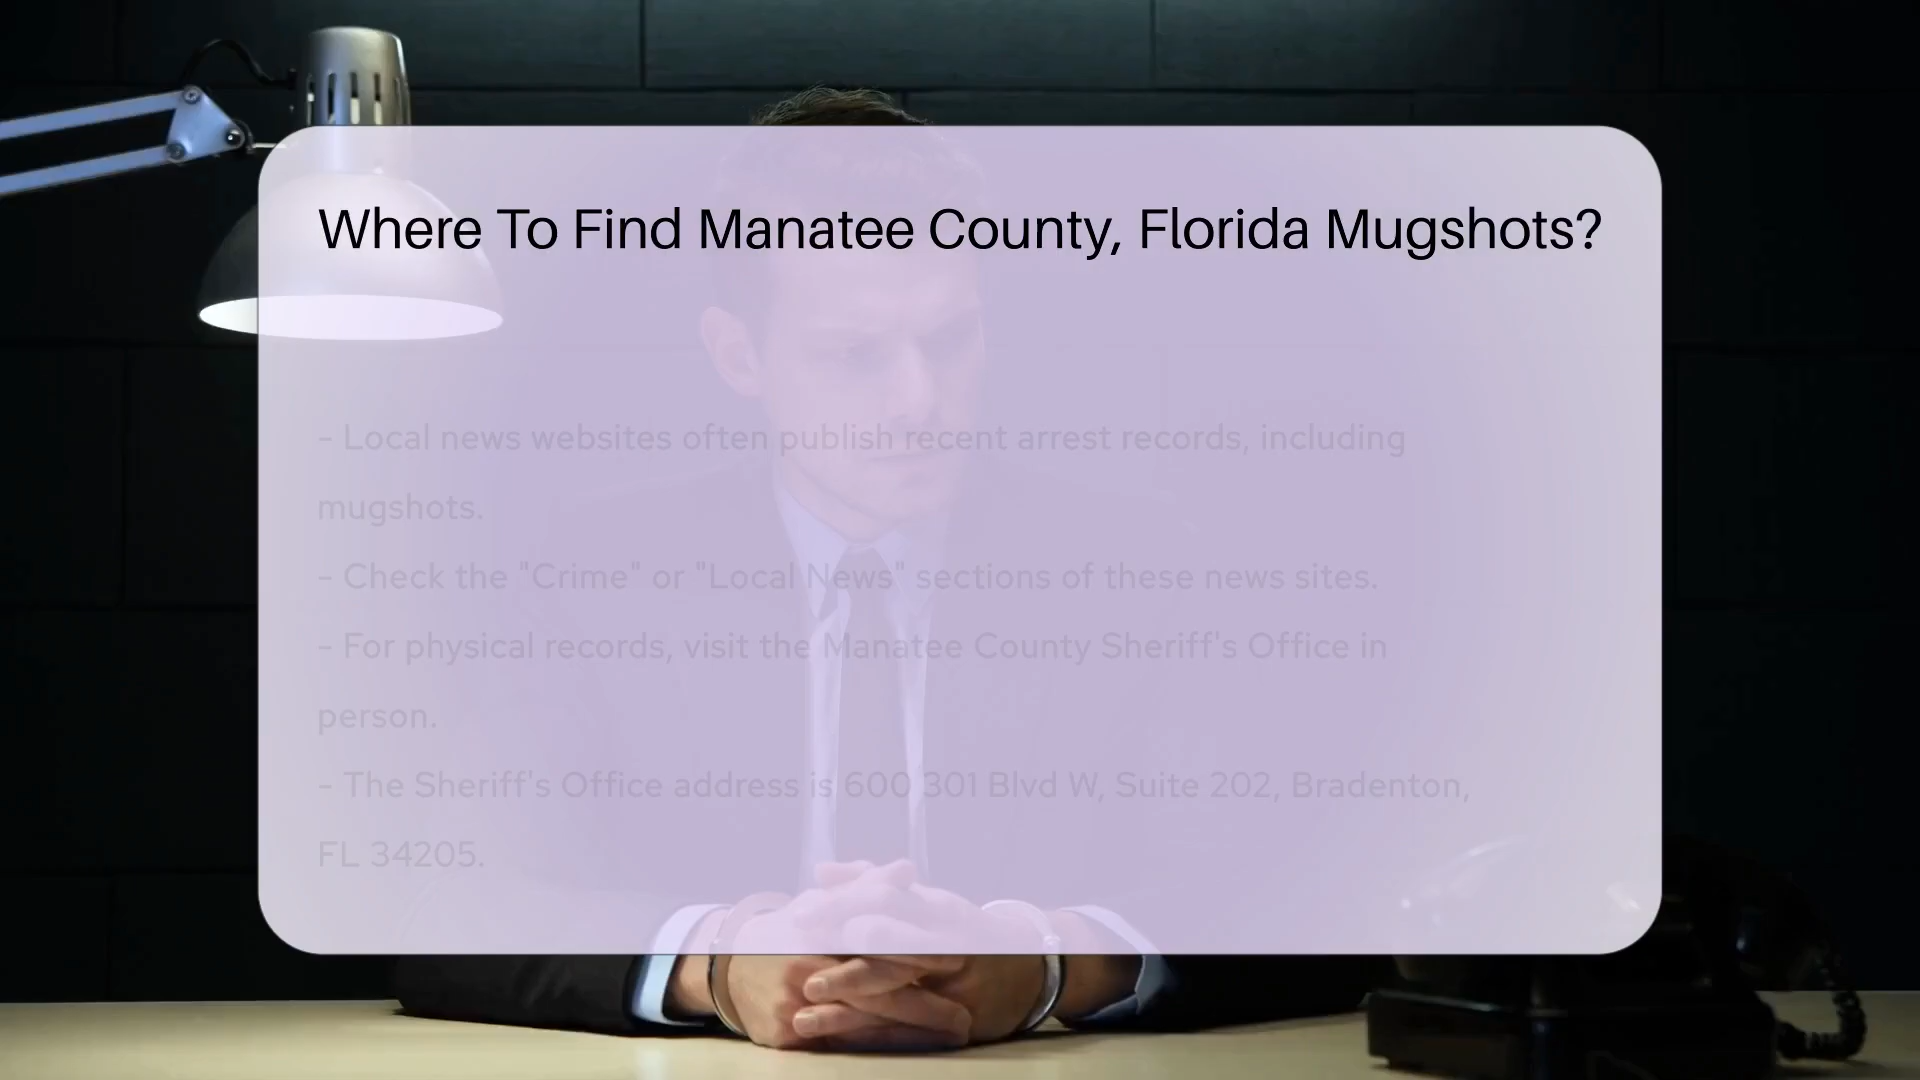 Where To Find Manatee County, Florida Mugshots?
– Local news websites often publish recent arrest records, including
mugshots.
– Check the "Crime" or "Local News" sections of these news sites.
– For physical records, visit the Manatee County Sheriff's Office in
person.
– The Sheriff's Office address is 600 301 Blvd W, Suite 202, Bradenton,
FL 34205.